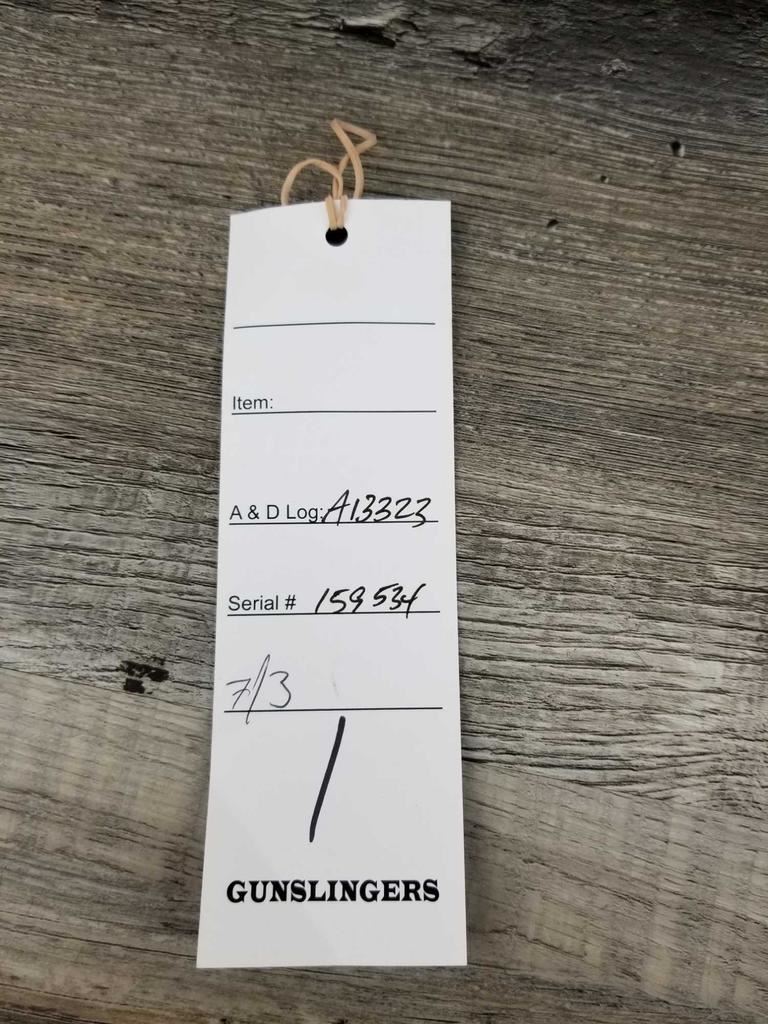 Item:
A & D Log: A13323
Serial # 159534
7/3
1
GUNSLINGERS